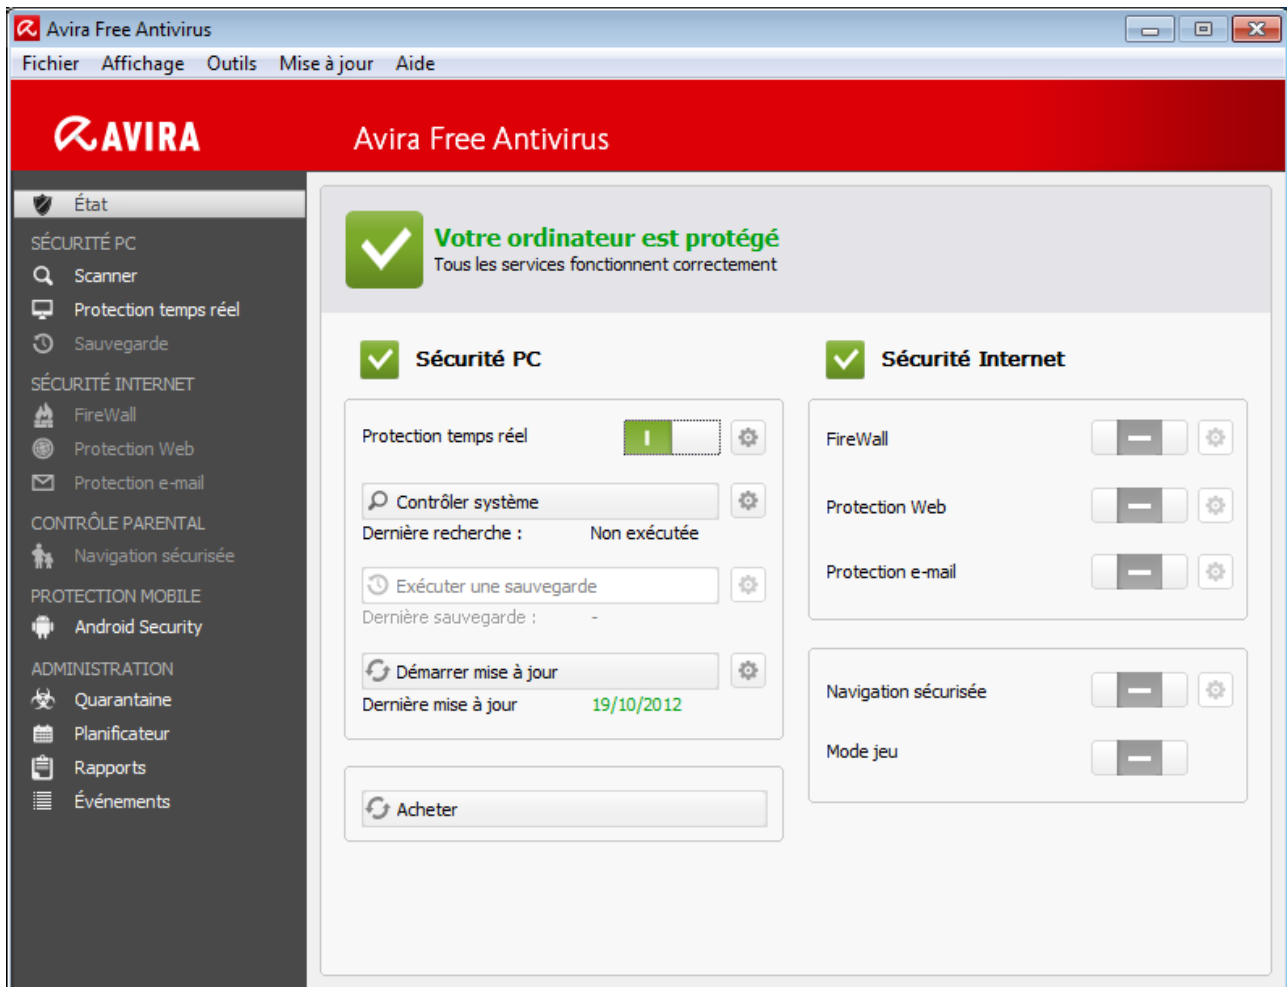 Avira Free Antivirus
Fichier Affichage Outils Mise à jour Aide
AVIRA
Avira Free Antivirus
État
SÉCURITÉ PC
Scanner
Protection temps réel
Sauvegarde
SÉCURITÉ INTERNET
FireWall
Protection Web
Protection e-mail
CONTRÔLE PARENTAL
Navigation sécurisée
PROTECTION MOBILE
Android Security
ADMINISTRATION
Quarantaine
Planificateur
Rapports
Événements
Votre ordinateur est protégé
Tous les services fonctionnent correctement
Sécurité PC
Protection temps réel
Contrôler système
Dernière recherche : Non exécutée
Exécuter une sauvegarde
Dernière sauvegarde : -
Démarrer mise à jour
Dernière mise à jour 19/10/2012
Acheter
Sécurité Internet
FireWall
Protection Web
Protection e-mail
Navigation sécurisée
Mode jeu